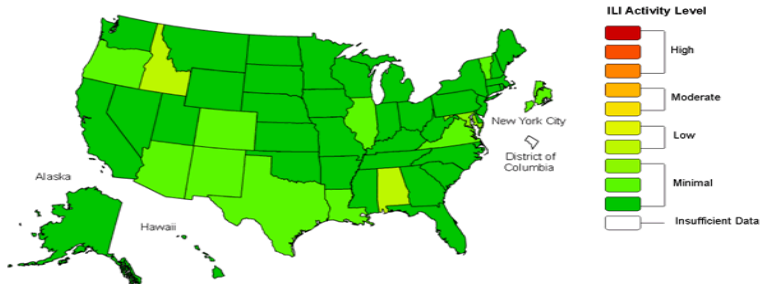 ILI Activity Level
High
Moderate
Low
Minimal
Insufficient Data
New York City
District of
Columbia
Alaska
Hawaii